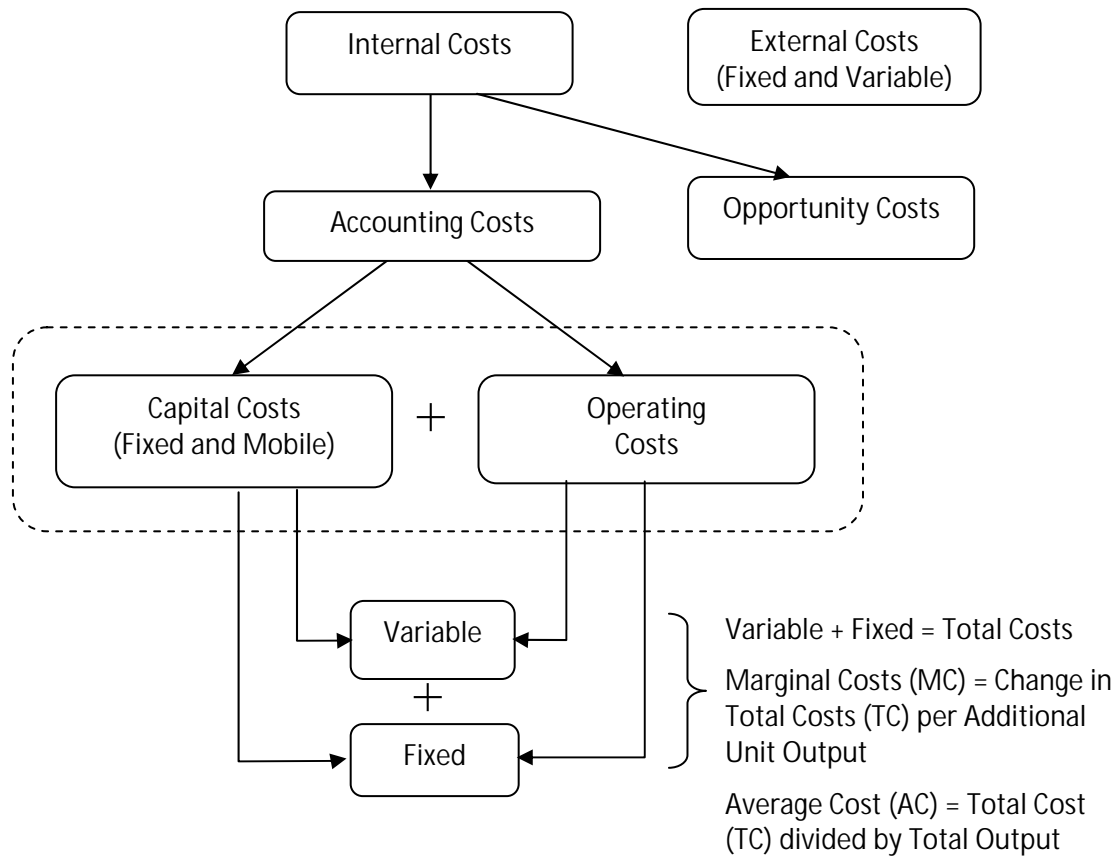 Internal Costs
External Costs
(Fixed and Variable)
Accounting Costs
Opportunity Costs
Capital Costs
(Fixed and Mobile)
+
Operating
Costs
Variable
+
Fixed
Variable + Fixed = Total Costs
Marginal Costs (MC) = Change in
Total Costs (TC) per Additional
Unit Output
Average Cost (AC) = Total Cost
(TC) divided by Total Output